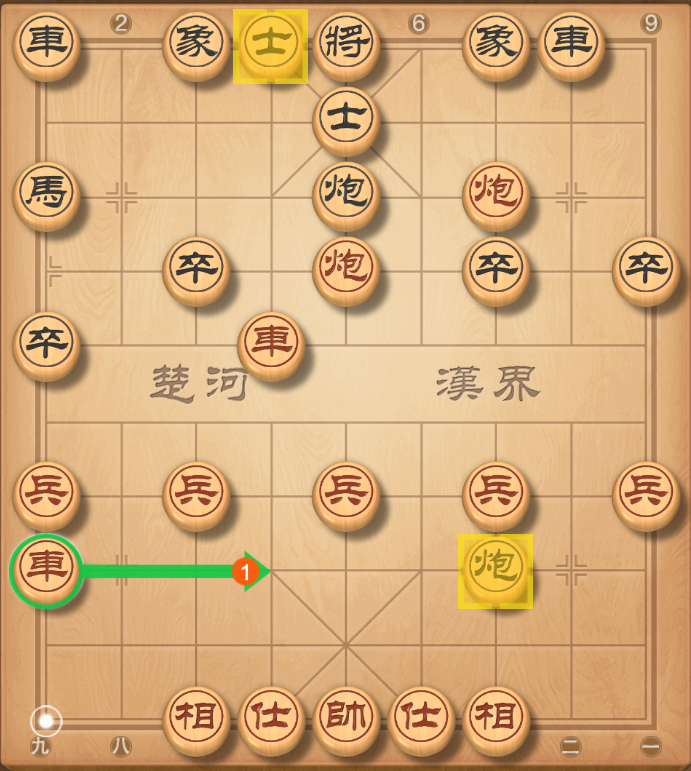 2 6 9
車 象 士 將 象 車
士
馬 炮 炮
卒 炮 卒 卒
卒 車
楚河 漢界
兵 兵 兵 兵 兵
車 1 炮
相 仕 帥 仕 相
九 八 二 一